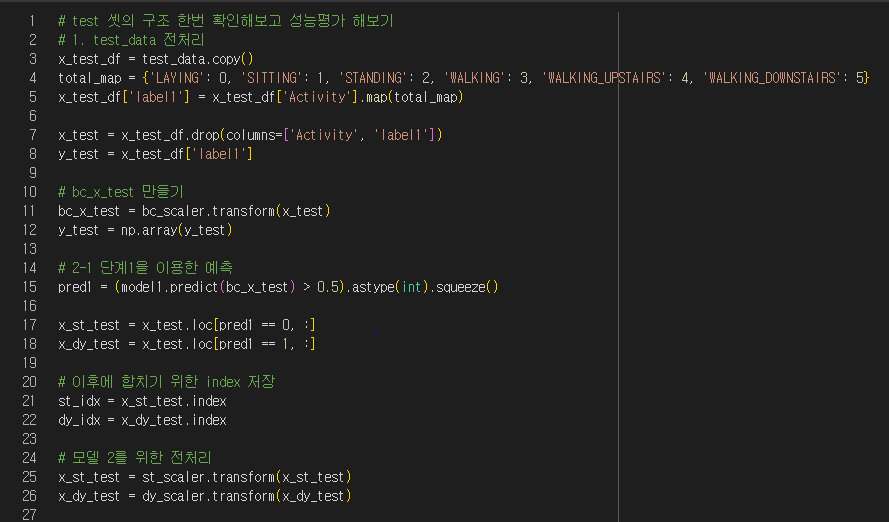 1 # test 셋의 구조 한번 확인해보고 성능평가 해보기
2 # 1. test_data 전처리
3 x_test_df = test_data.copy()
4 total_map = {'LAYING': 0, 'SITTING': 1, 'STANDING': 2, 'WALKING': 3, 'WALKING_UPSTAIRS': 4, 'WALKING_DOWNSTAIRS': 5}
5 x_test_df['label1'] = x_test_df['Activity'].map(total_map)
6
7 x_test = x_test_df.drop(columns=['Activity', 'label1'])
8 y_test = x_test_df['label1']
9
10 # bc_x_test 만들기
11 bc_x_test = bc_scaler.transform(x_test)
12 y_test = np.array(y_test)
13
14 # 2-1 단계1을 이용한 예측
15 pred1 = (model1.predict(bc_x_test) > 0.5).astype(int).squeeze()
16
17 x_st_test = x_test.loc[pred1 == 0, :]
18 x_dy_test = x_test.loc[pred1 == 1, :]
19
20 # 이후에 합치기 위한 index 저장
21 st_idx = x_st_test.index
22 dy_idx = x_dy_test.index
23
24 # 모델 2를 위한 전처리
25 x_st_test = st_scaler.transform(x_st_test)
26 x_dy_test = dy_scaler.transform(x_dy_test)
27